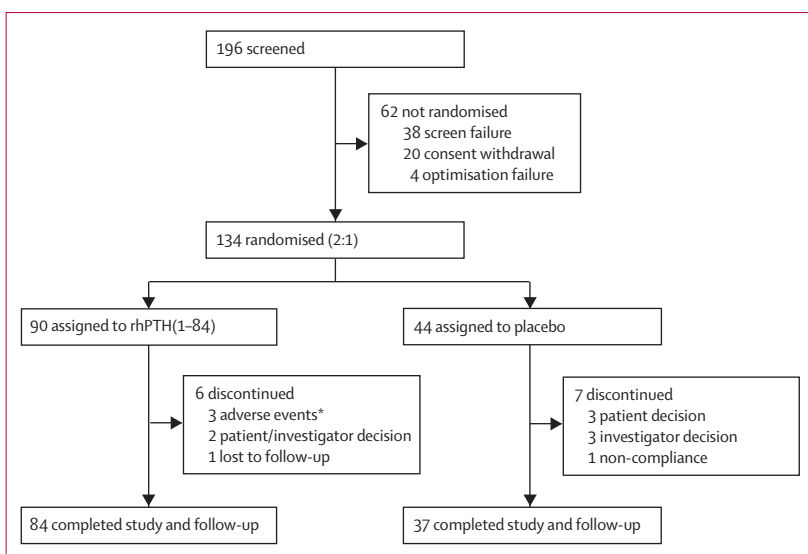 196 screened
62 not randomised
38 screen failure
20 consent withdrawal
4 optimisation failure
134 randomised (2:1)
90 assigned to rhPTH(1–84)
44 assigned to placebo
6 discontinued
3 adverse events*
2 patient/investigator decision
1 lost to follow-up
7 discontinued
3 patient decision
3 investigator decision
1 non-compliance
84 completed study and follow-up
37 completed study and follow-up